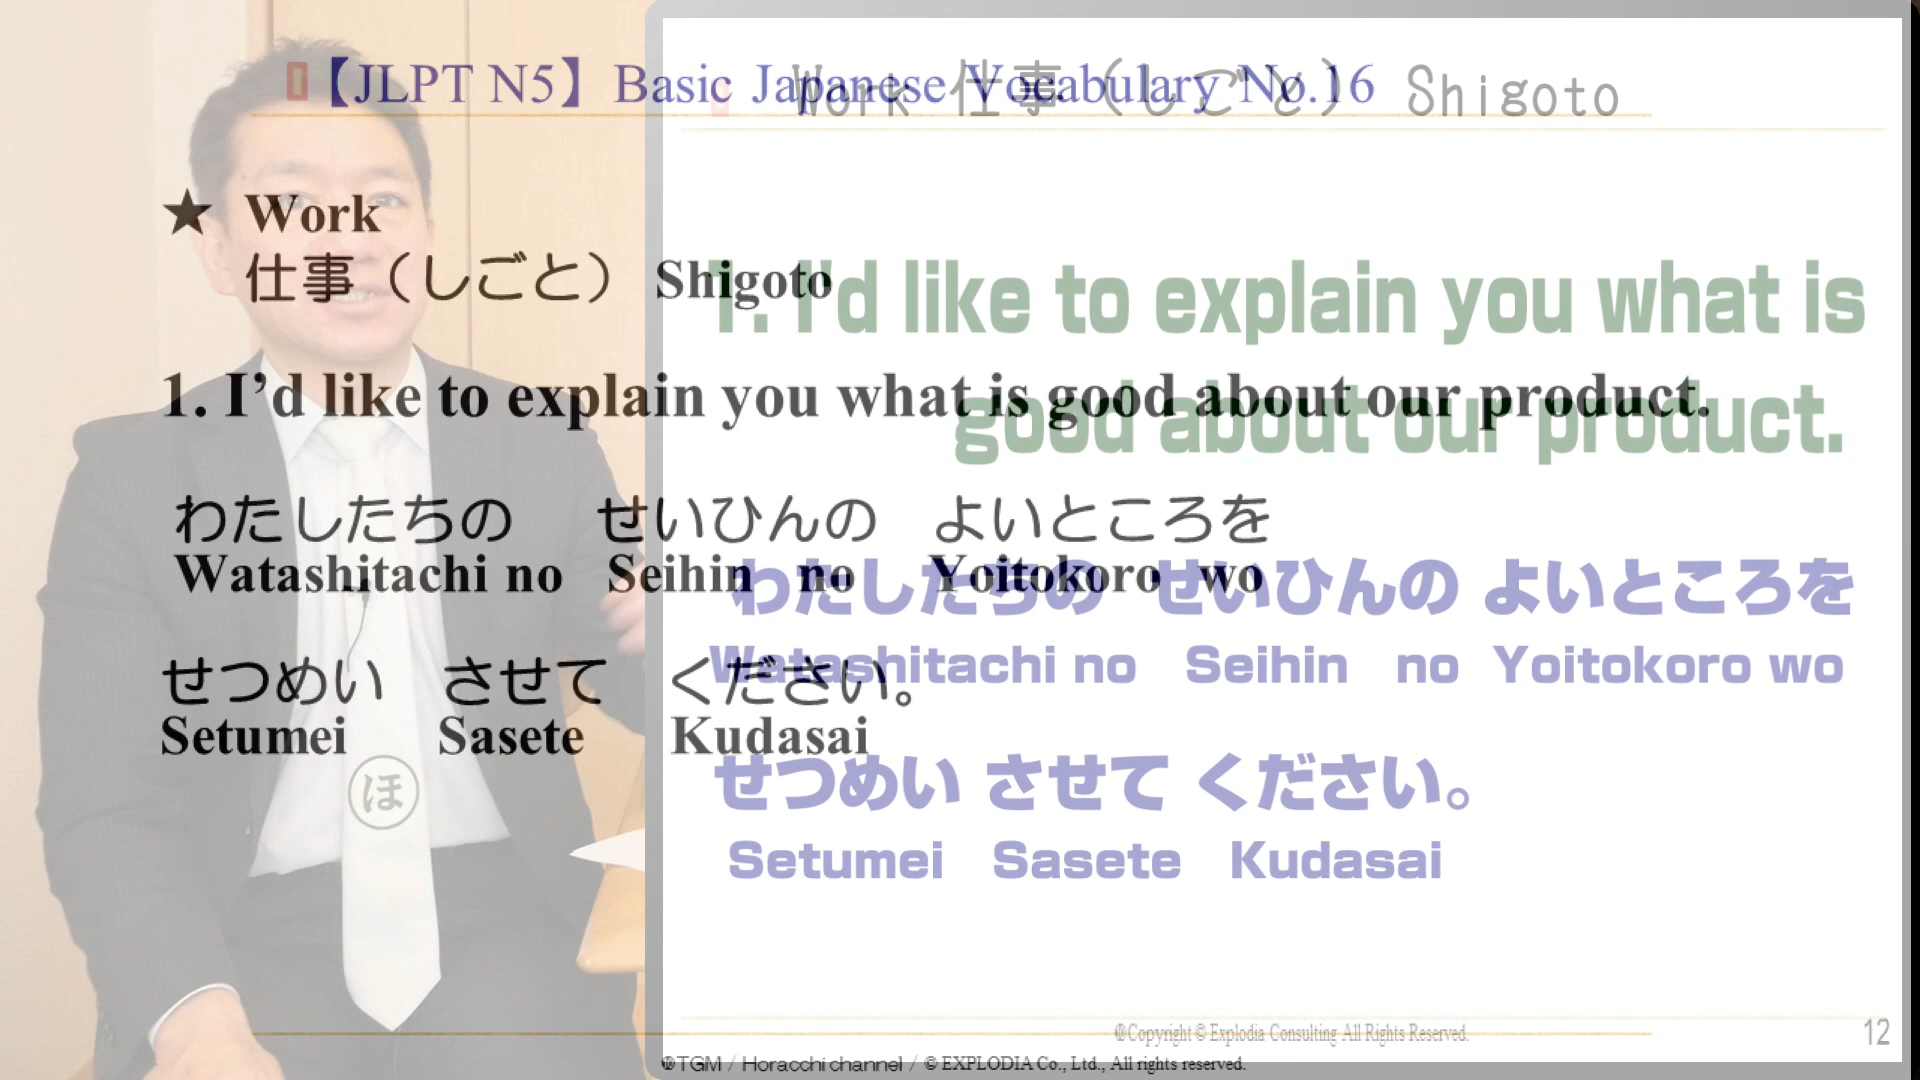 【JLPT N5】Basic Japanese Vocabulary No.16
Work 仕事（しごと） Shigoto
★ Work
仕事（しごと） Shigoto
1. I'd like to explain you what is
good about our product.
1. I’d like to explain you what is good about our product.
わたしたちの せいひんの よいところを
Watashitachi no Seihin no Yoitokoro wo
わたしたちの せいひんの よいところを
Watashitachi no Seihin no Yoitokoro wo
せつめい させて ください。
Setumei Sasete Kudasai
せつめい させて ください。
Setumei Sasete Kudasai
ほ
®Copyright © Explodia Consulting All Rights Reserved.
12
®TGM / Horacchi channel / © EXPLODIA Co., Ltd., All rights reserved.